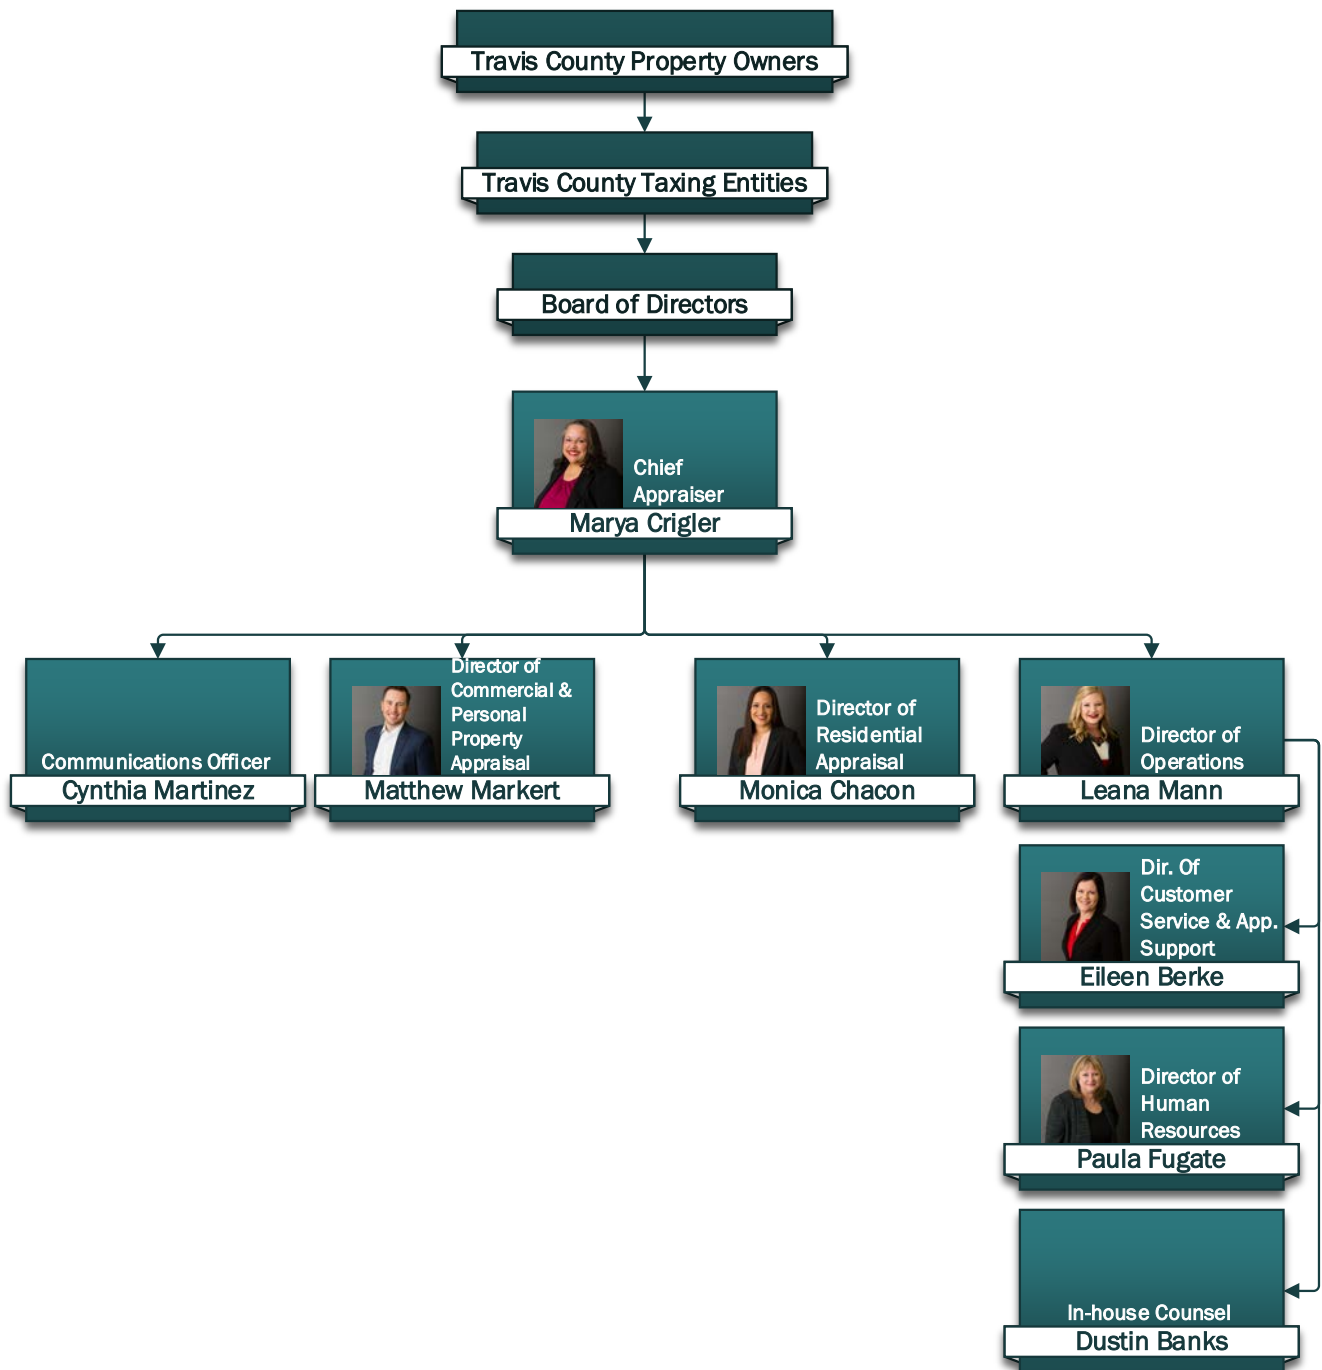 Travis County Property Owners
Travis County Taxing Entities
Board of Directors
Chief
Appraiser
Marya Crigler
Communications Officer
Cynthia Martinez
Director of
Commercial &
Personal
Property
Appraisal
Matthew Markert
Director of
Residential
Appraisal
Monica Chacon
Director of
Operations
Leana Mann
Dir. Of
Customer
Service & App.
Support
Eileen Berke
Director of
Human
Resources
Paula Fugate
In-house Counsel
Dustin Banks